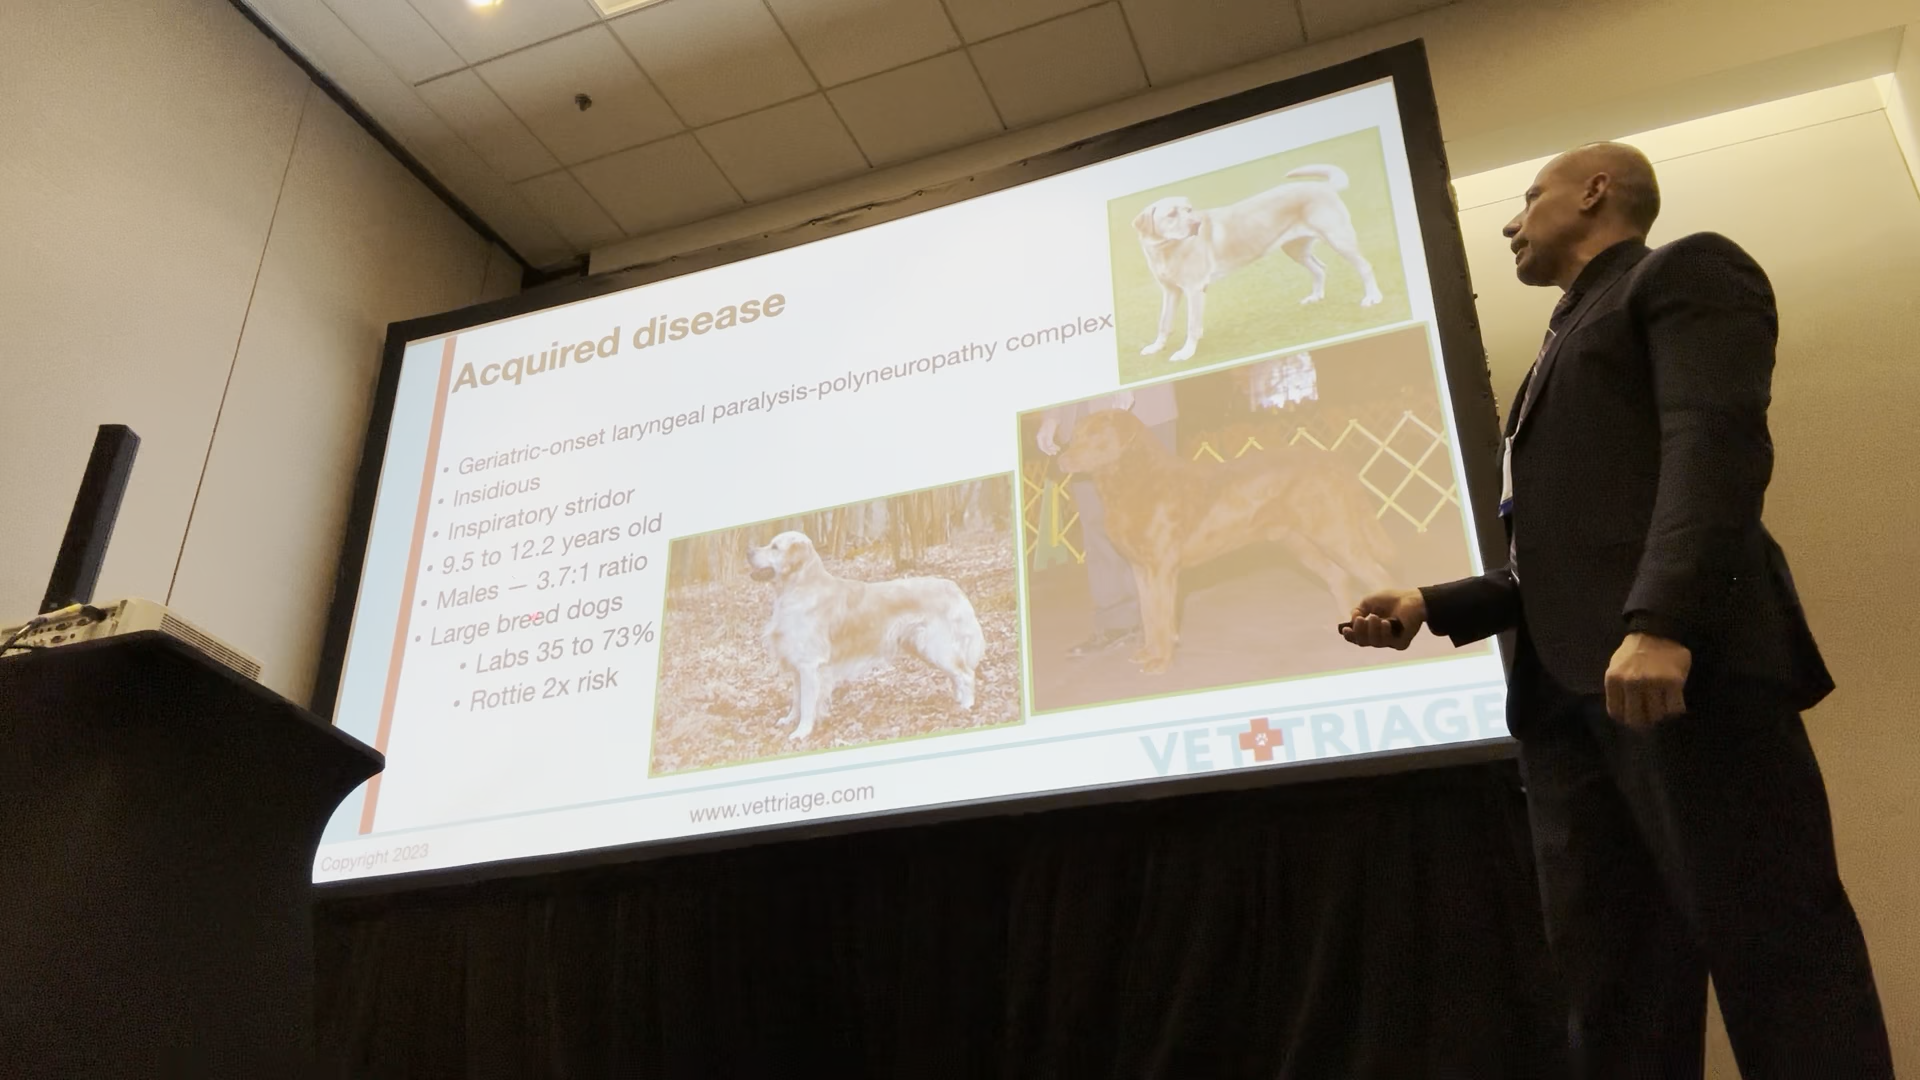 Acquired disease
• Geriatric-onset laryngeal paralysis-polyneuropathy complex
• Insidious
• Inspiratory stridor
• 9.5 to 12.2 years old
• Males – 3.7:1 ratio
• Large breed dogs
• Labs 35 to 73%
• Rottie 2x risk
VET TRIAGE
www.vettriage.com
Copyright 2023